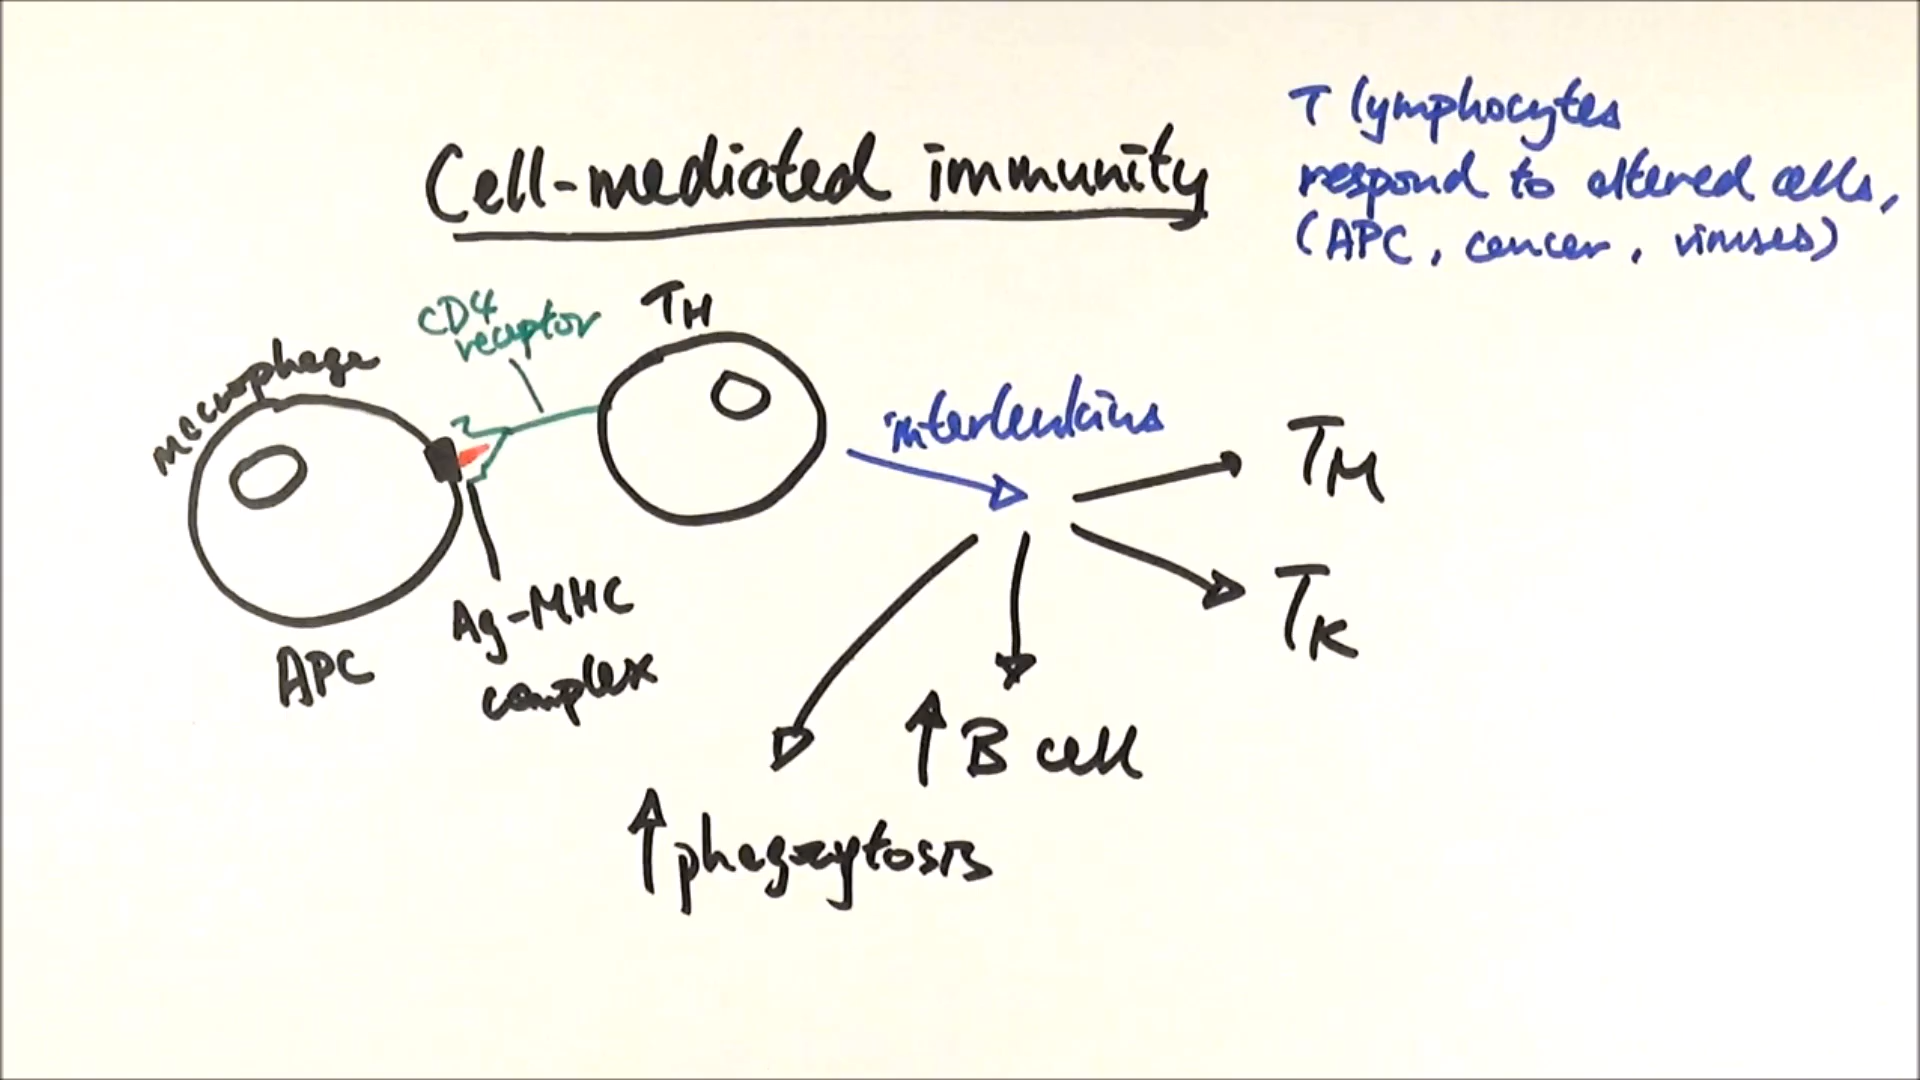 Cell-mediated immunity
T lymphocytes
respond to altered cells,
(APC, cancer, viruses)
macrophage
CD4
receptor
TH
interleukins
TM
TK
Ag-MHC
complex
APC
↑ B cell
↑ phagocytosis